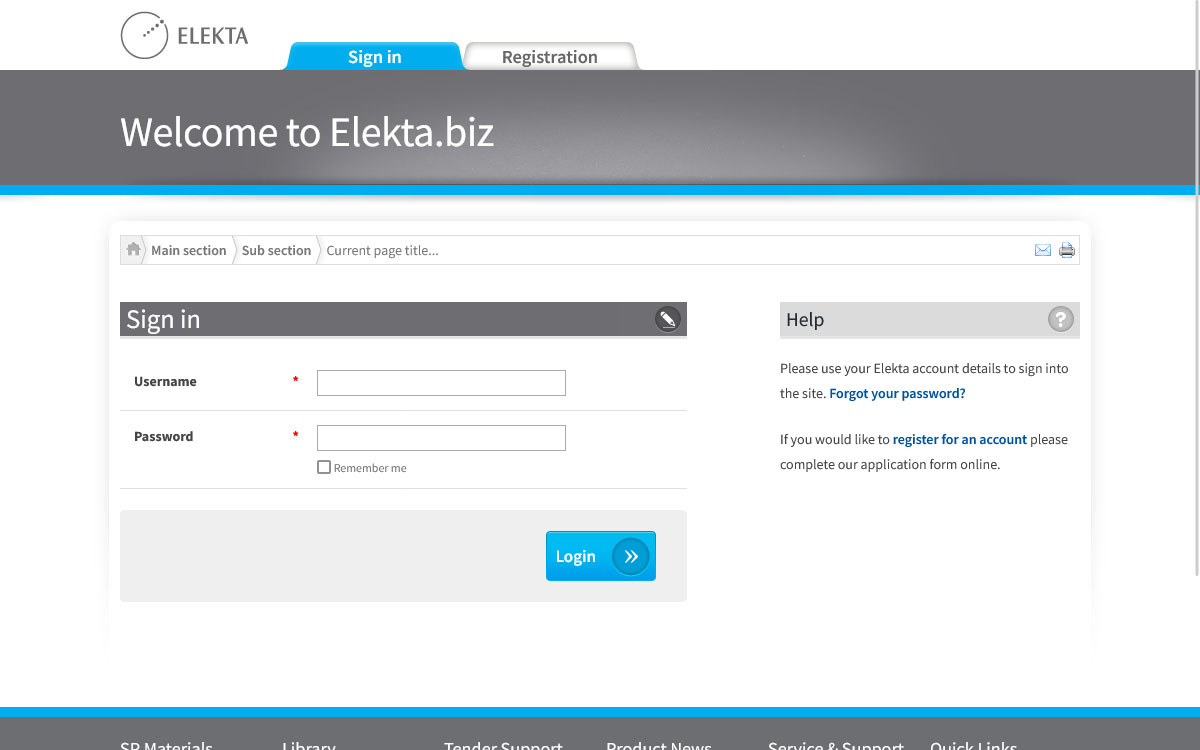 ELEKTA
Sign in
Registration
Welcome to Elekta.biz
Main section
Sub section
Current page title...
Sign in
Help
?
Username *
Password *
Remember me
Login »
Please use your Elekta account details to sign into
the site. Forgot your password?
If you would like to register for an account please
complete our application form online.
SP Materials
Library
Tender Support
Product News
Service & Support
Quick Links